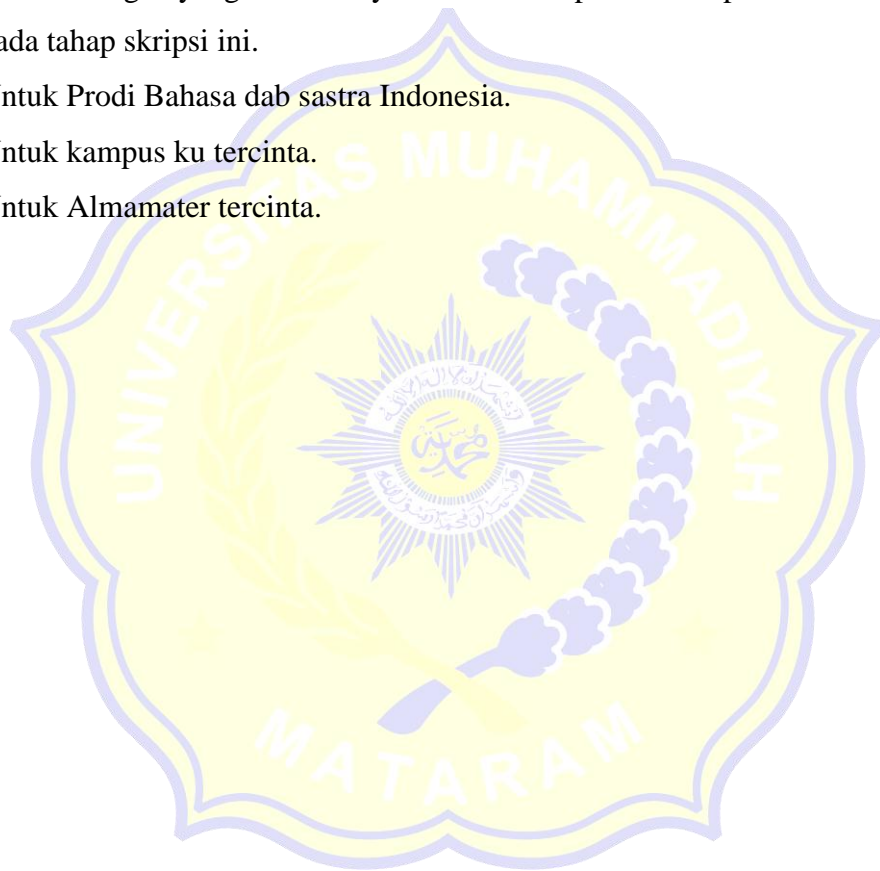 ada tahap skripsi ini.
ntuk Prodi Bahasa dab sastra Indonesia.
ntuk kampus ku tercinta.
ntuk Almamater tercinta.
UNIVERSITAS MUHAMMADIYAH
MATARAM